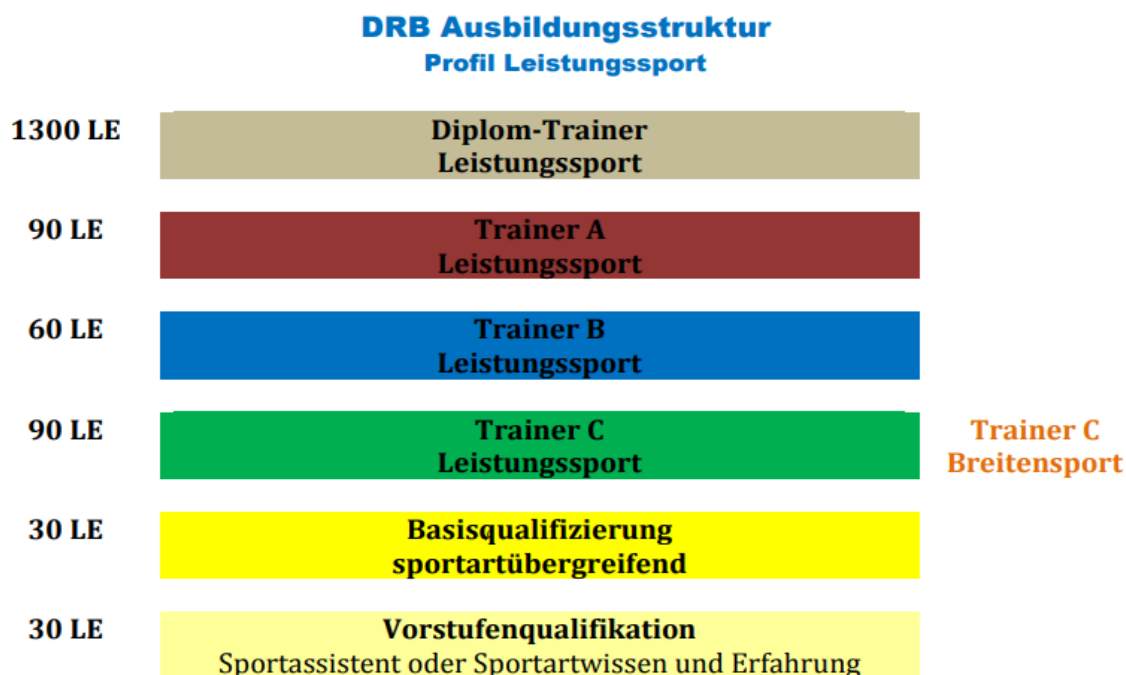 DRB Ausbildungsstruktur
Profil Leistungssport
1300 LE
Diplom-Trainer
Leistungssport
90 LE
Trainer A
Leistungssport
60 LE
Trainer B
Leistungssport
90 LE
Trainer C
Leistungssport
Trainer C
Breitensport
30 LE
Basisqualifizierung
sportartübergreifend
30 LE
Vorstufenqualifikation
Sportassistent oder Sportartwissen und Erfahrung